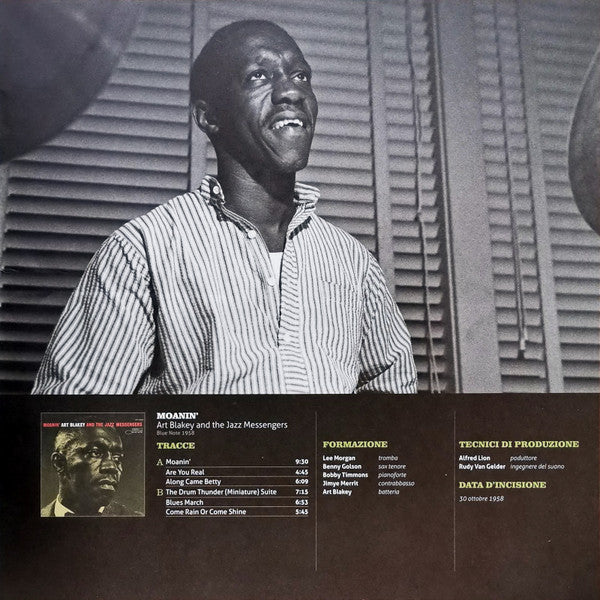 MOANIN' ART BLAKEY AND THE JAZZ MESSENGERS
MOANIN'
Art Blakey and the Jazz Messengers
Blue Note 1958
TRACCE
A Moanin' 9:30
Are You Real 4:45
Along Came Betty 6:09
B The Drum Thunder (Miniature) Suite 7:15
Blues March 6:53
Come Rain Or Come Shine 5:45
FORMAZIONE
Lee Morgan tromba
Benny Golson sax tenore
Bobby Timmons pianoforte
Jimye Merrit contrabbasso
Art Blakey batteria
TECNICI DI PRODUZIONE
Alfred Lion poduttore
Rudy Van Gelder ingegnere del suono
DATA D'INCISIONE
30 ottobre 1958